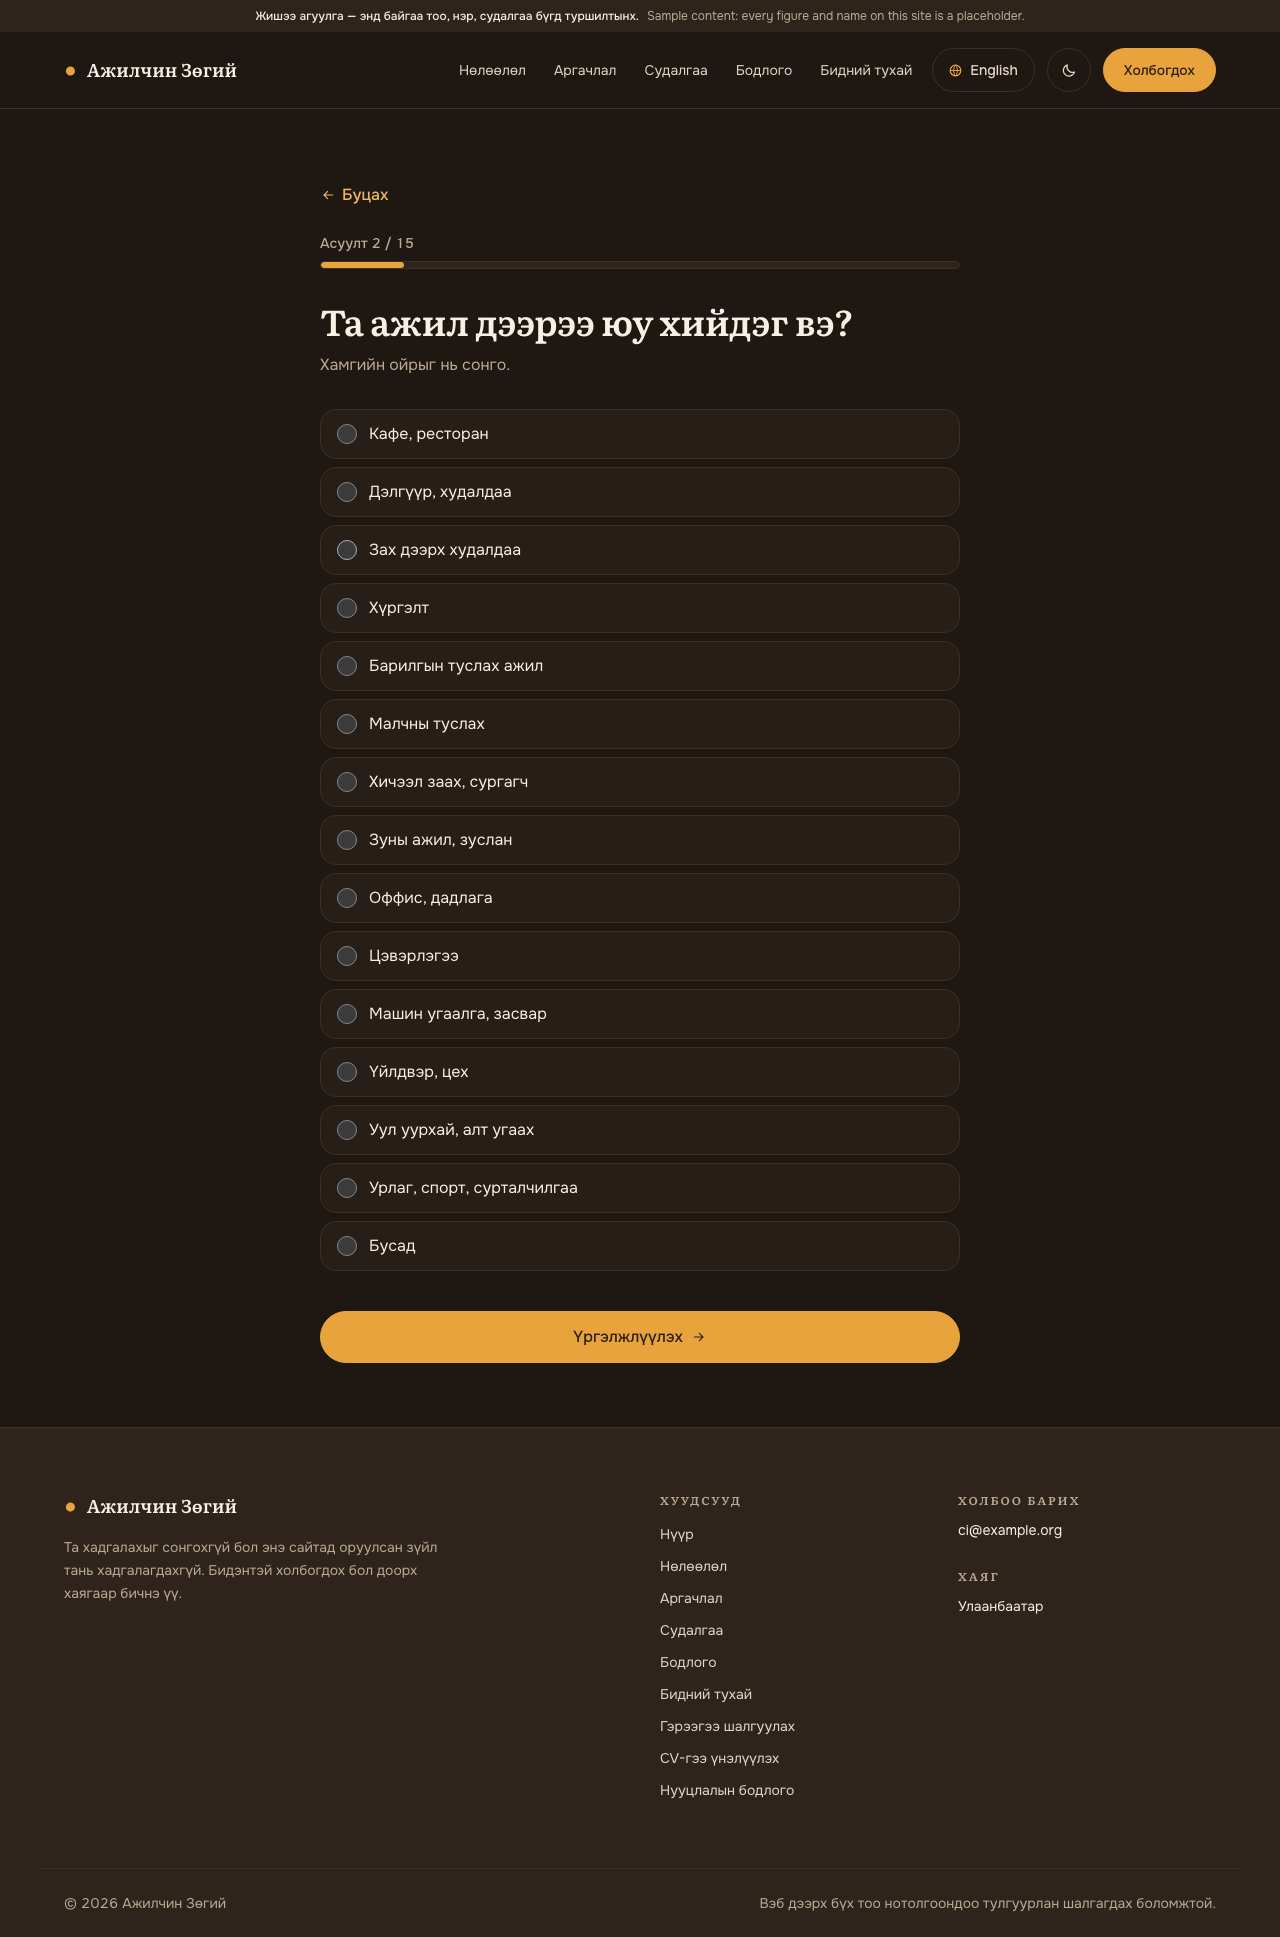 Жишээ агуулга — энд байгаа тоо, нэр, судалгаа бүгд туршилтынх. Sample content: every figure and name on this site is a placeholder.
Ажилчин Зөгий
Нөлөөлөл
Аргачлал
Судалгаа
Бодлого
Бидний тухай
English
Холбогдох
← Буцах
Асуулт 2 / 15
Та ажил дээрээ юу хийдэг вэ?
Хамгийн ойрыг нь сонго.
Кафе, ресторан
Дэлгүүр, худалдаа
Зах дээрх худалдаа
Хүргэлт
Барилгын туслах ажил
Малчны туслах
Хичээл заах, сургагч
Зуны ажил, зуслан
Оффис, дадлага
Цэвэрлэгээ
Машин угаалга, засвар
Үйлдвэр, цех
Уул уурхай, алт угаах
Урлаг, спорт, сурталчилгаа
Бусад
Үргэлжлүүлэх →
Ажилчин Зөгий
Та хадгалахыг сонгохгүй бол энэ сайтад оруулсан зүйл
тань хадгалагдахгүй. Бидэнтэй холбогдох бол доорх
хаягаар бичнэ үү.
ХУУДСУУД
Нүүр
Нөлөөлөл
Аргачлал
Судалгаа
Бодлого
Бидний тухай
Гэрээгээ шалгуулах
CV-гээ үнэлүүлэх
Нууцлалын бодлого
ХОЛБОО БАРИХ
ci@example.org
ХАЯГ
Улаанбаатар
© 2026 Ажилчин Зөгий
Вэб дээрх бүх тоо нотолгоондоо тулгуурлан шалгагдах боломжтой.